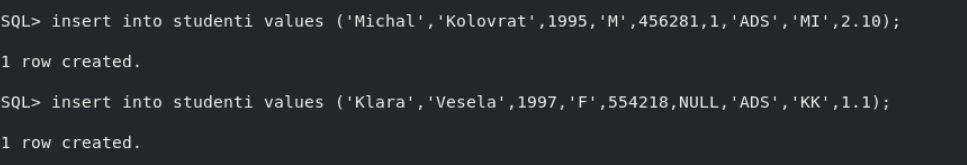 SQL> insert into studenti values ('Michal','Kolovrat',1995,'M',456281,1,'ADS','MI',2.10);
1 row created.
SQL> insert into studenti values ('Klara','Vesela',1997,'F',554218,NULL,'ADS','KK',1.1);
1 row created.